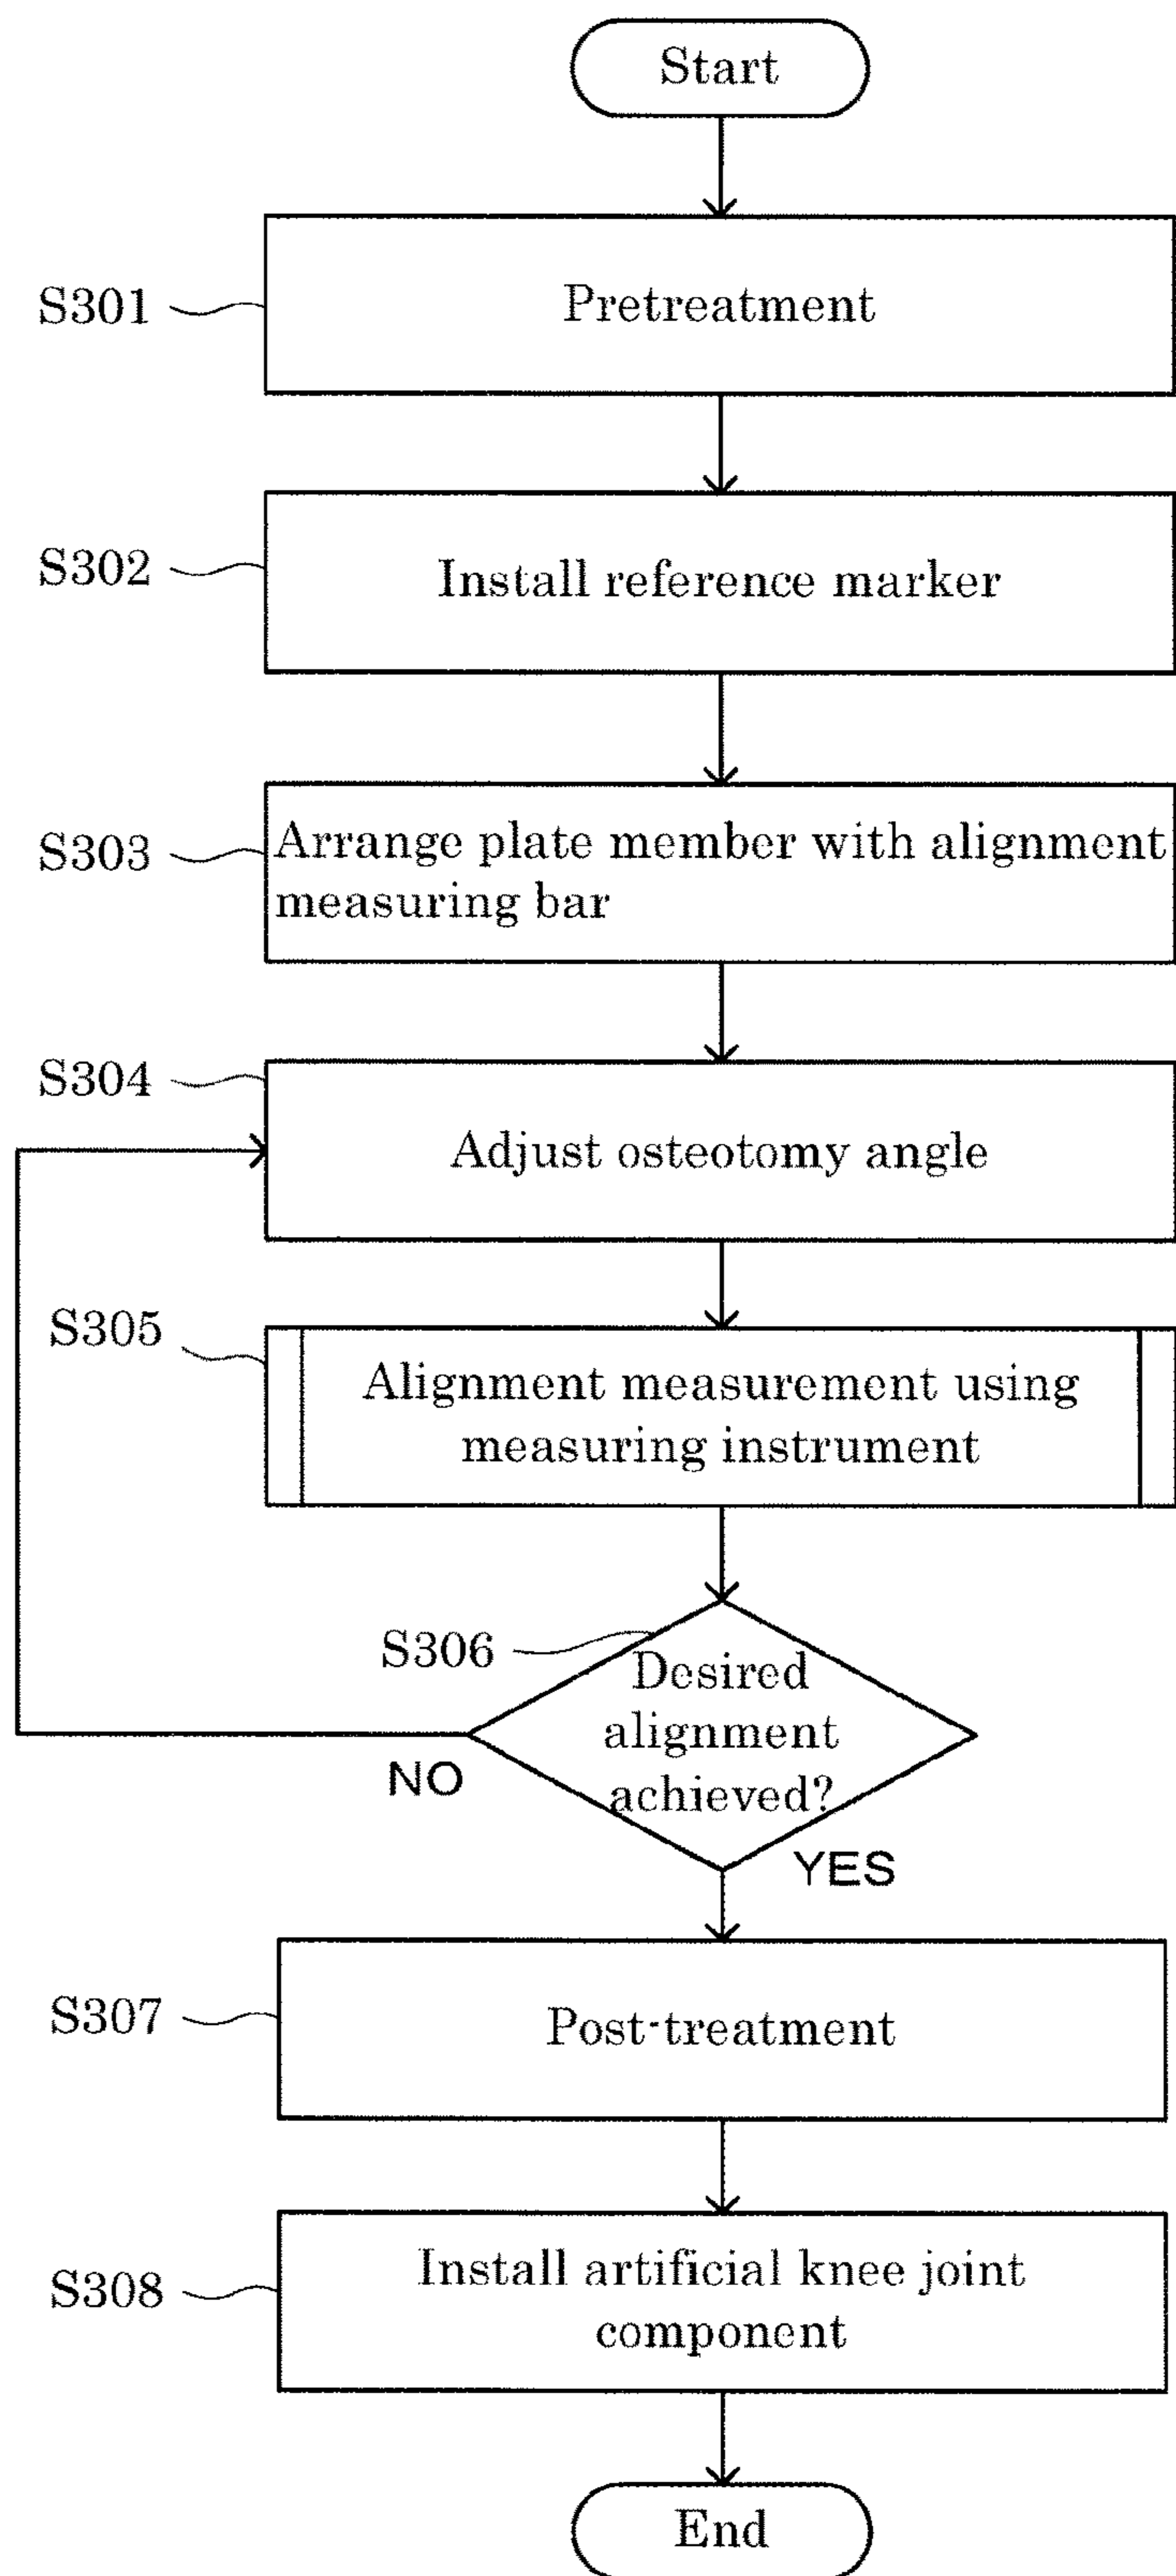 Start
S301
Pretreatment
S302
Install reference marker
S303
Arrange plate member with alignment
measuring bar
S304
Adjust osteotomy angle
S305
Alignment measurement using
measuring instrument
S306
Desired
alignment
achieved?
NO
YES
S307
Post-treatment
S308
Install artificial knee joint
component
End